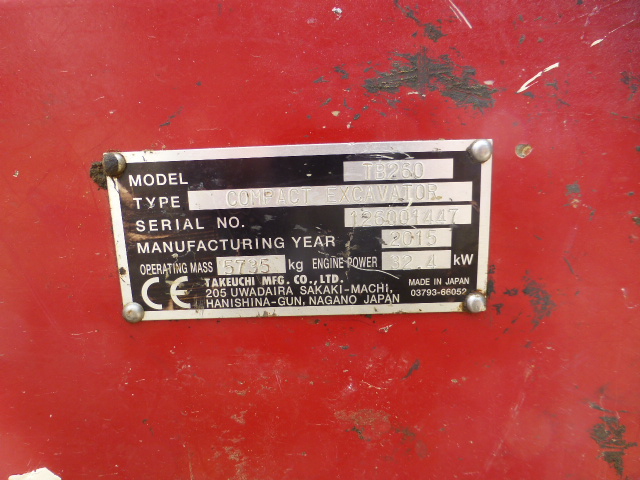 MODEL TB260
TYPE COMPACT EXCAVATOR
SERIAL NO. 126001447
MANUFACTURING YEAR 2015
OPERATING MASS 5735 kg ENGINE POWER 32.4 kW
CE TAKEUCHI MFG. CO., LTD. MADE IN JAPAN
205 UWADAIRA SAKAKI-MACHI, 03793-66052
HANISHINA-GUN, NAGANO JAPAN